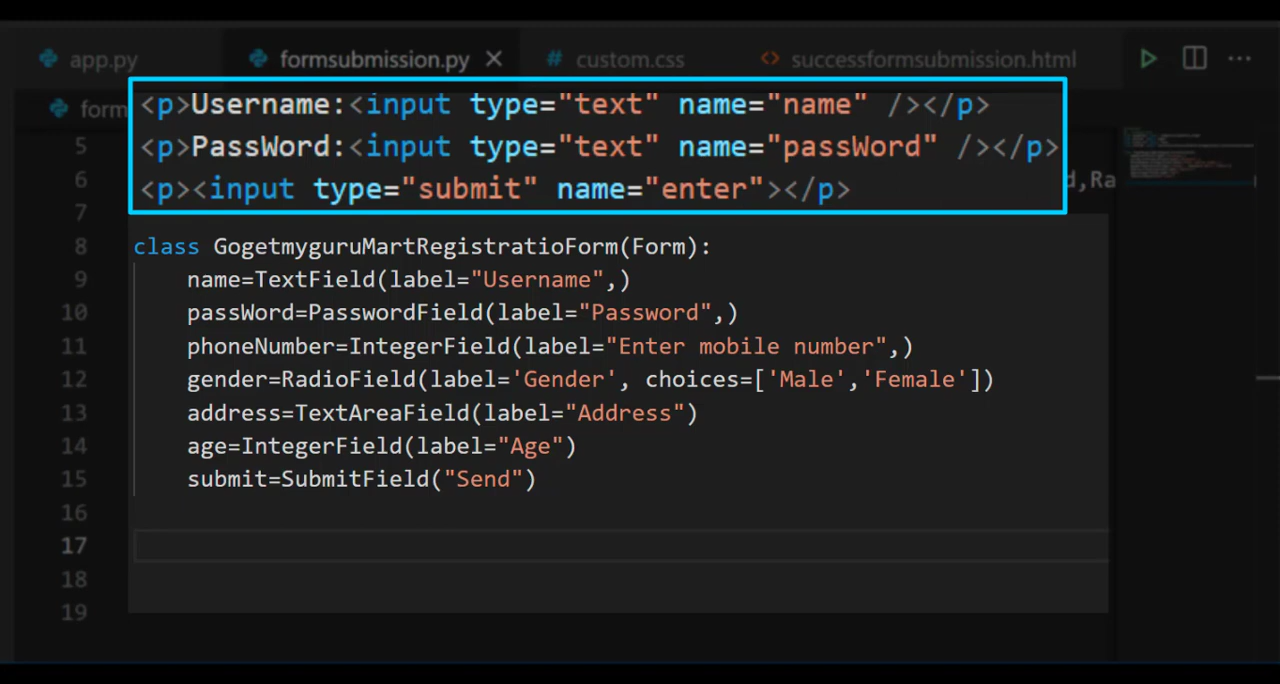 app.py formsubmission.py × # custom.css <> successformsubmission.html ...
form
<p>Username:<input type="text" name="name" /></p>
<p>PassWord:<input type="text" name="passWord" /></p>
<p><input type="submit" name="enter"></p>
d,Ra
5
6
7
8 class GogetmyguruMartRegistratioForm(Form):
9 name=TextField(label="Username",)
10 passWord=PasswordField(label="Password",)
11 phoneNumber=IntegerField(label="Enter mobile number",)
12 gender=RadioField(label='Gender', choices=['Male','Female'])
13 address=TextAreaField(label="Address")
14 age=IntegerField(label="Age")
15 submit=SubmitField("Send")
16
17
18
19